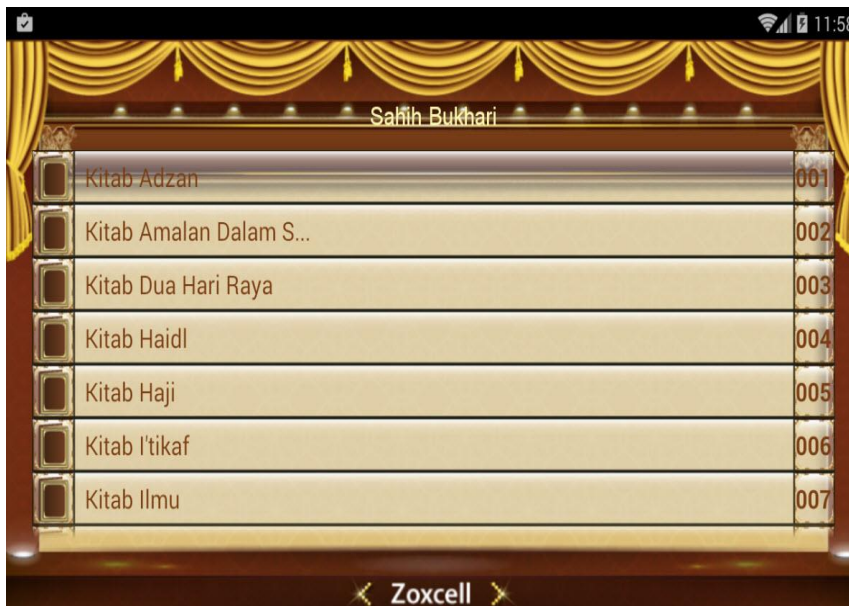 11:58
Sahih Bukhari
Kitab Adzan 001
Kitab Amalan Dalam S... 002
Kitab Dua Hari Raya 003
Kitab Haidl 004
Kitab Haji 005
Kitab I'tikaf 006
Kitab Ilmu 007
Zoxcell